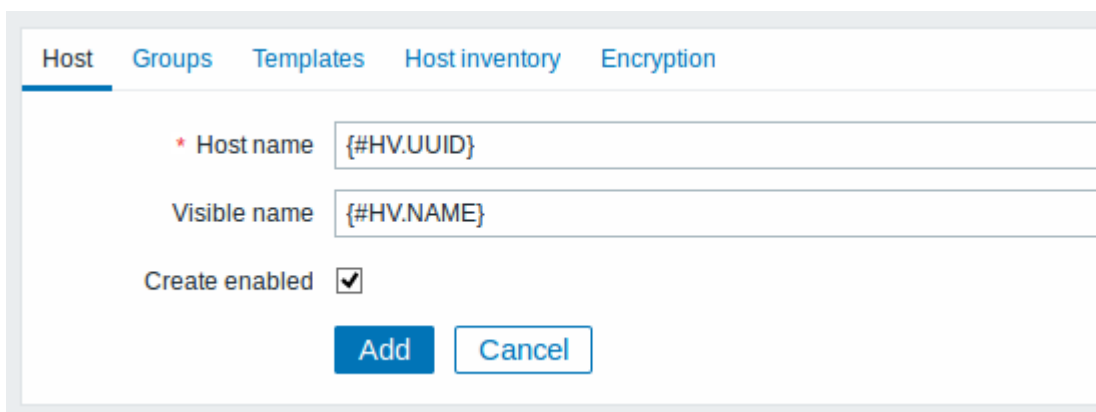 Host Groups Templates Host inventory Encryption
* Host name {#HV.UUID}
Visible name {#HV.NAME}
Create enabled
Add Cancel